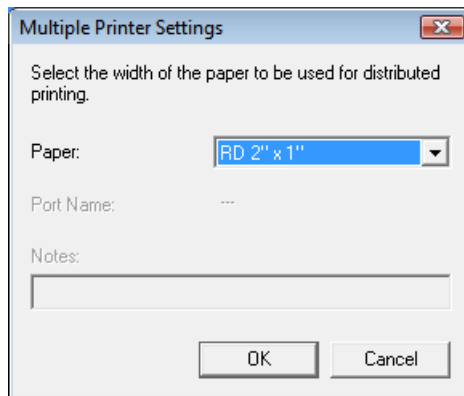 Multiple Printer Settings
Select the width of the paper to be used for distributed
printing.
Paper: RD 2" x 1"
Port Name: ---
Notes:
OK Cancel